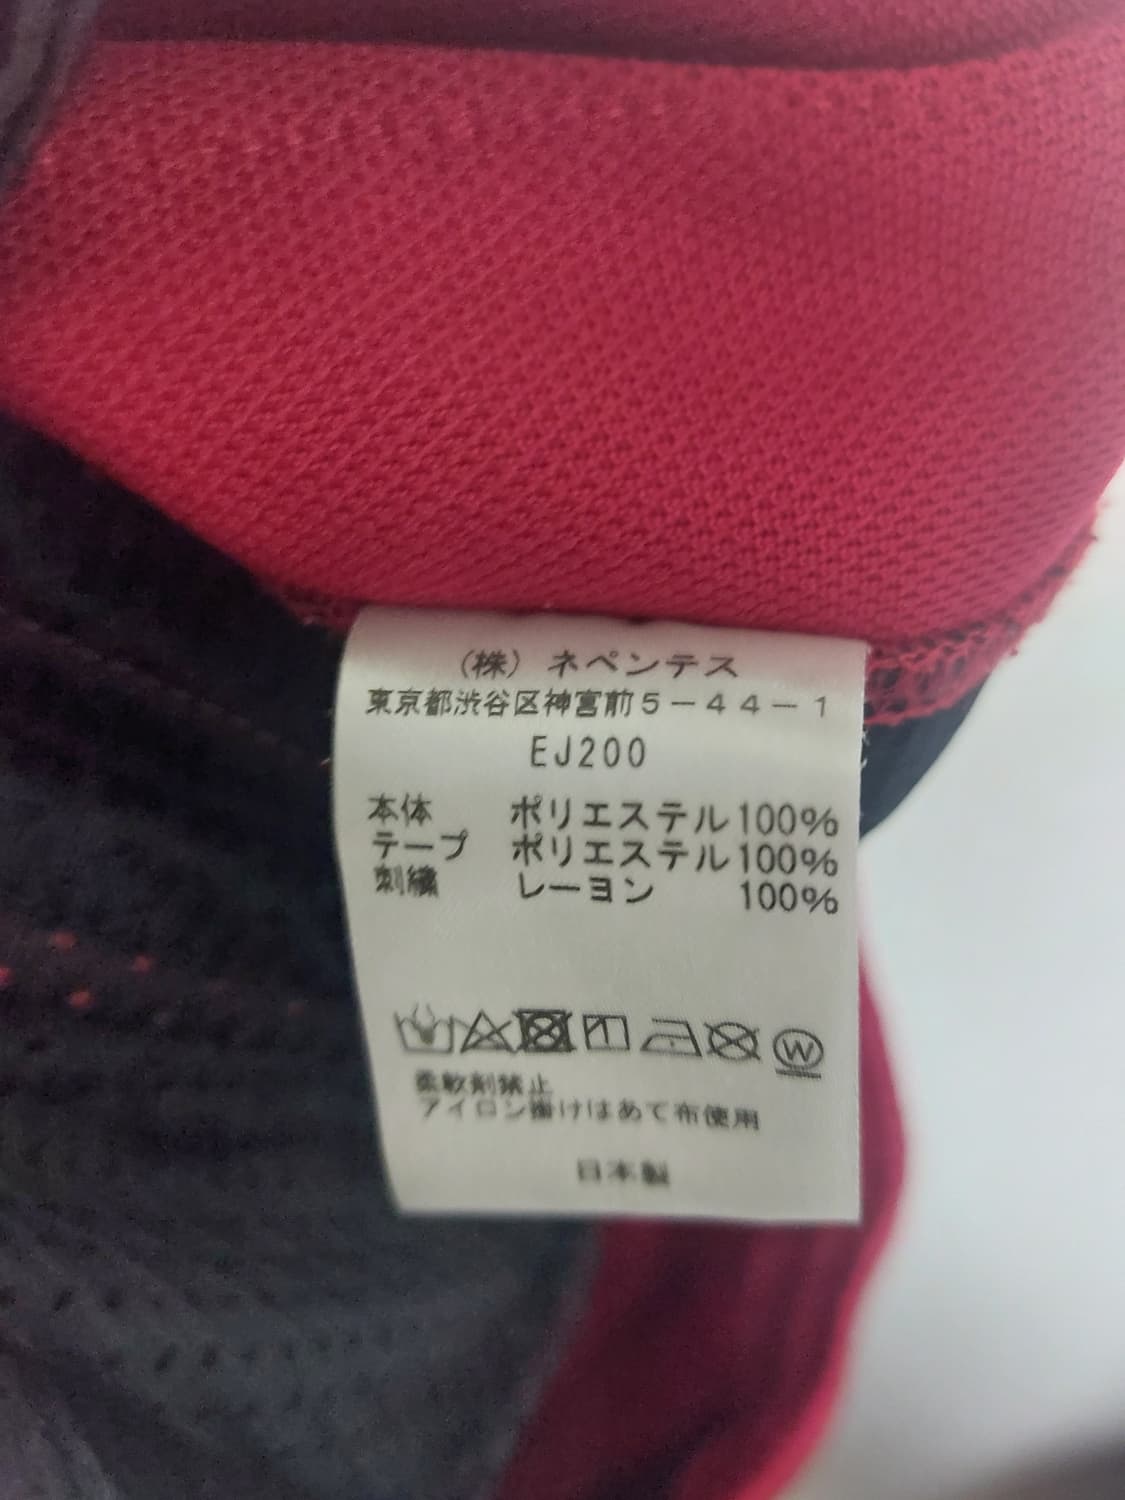 （株）ネペンテス
東京都渋谷区神宮前５－４４－１
EJ200
本体 ポリエステル100%
テープ ポリエステル100%
刺繍 レーヨン 100%
W
柔軟剤禁止
アイロン掛けはあて布使用
日本製